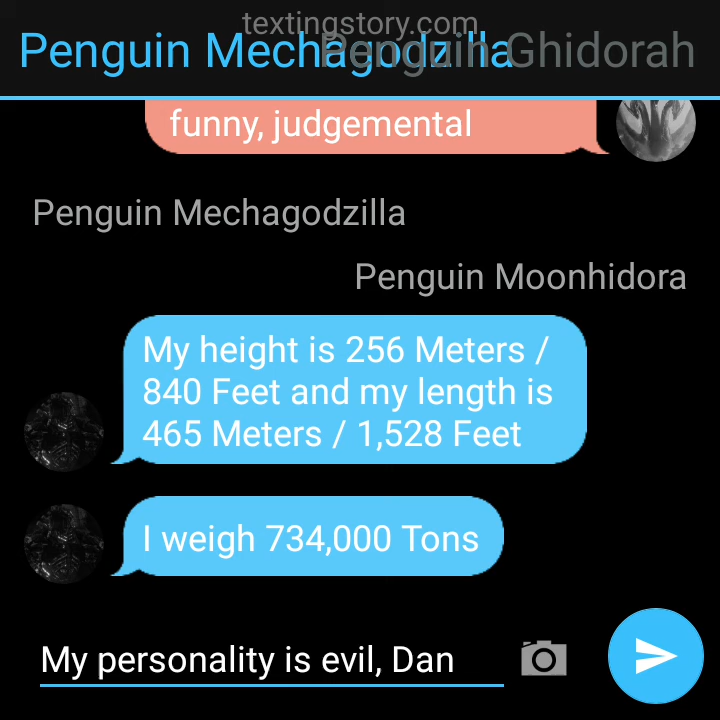 textingstory.com
Penguin Mechagodzilla Ghidorah
funny, judgemental
Penguin Mechagodzilla
Penguin Moonhidora
My height is 256 Meters /
840 Feet and my length is
465 Meters / 1,528 Feet
I weigh 734,000 Tons
My personality is evil, Dan